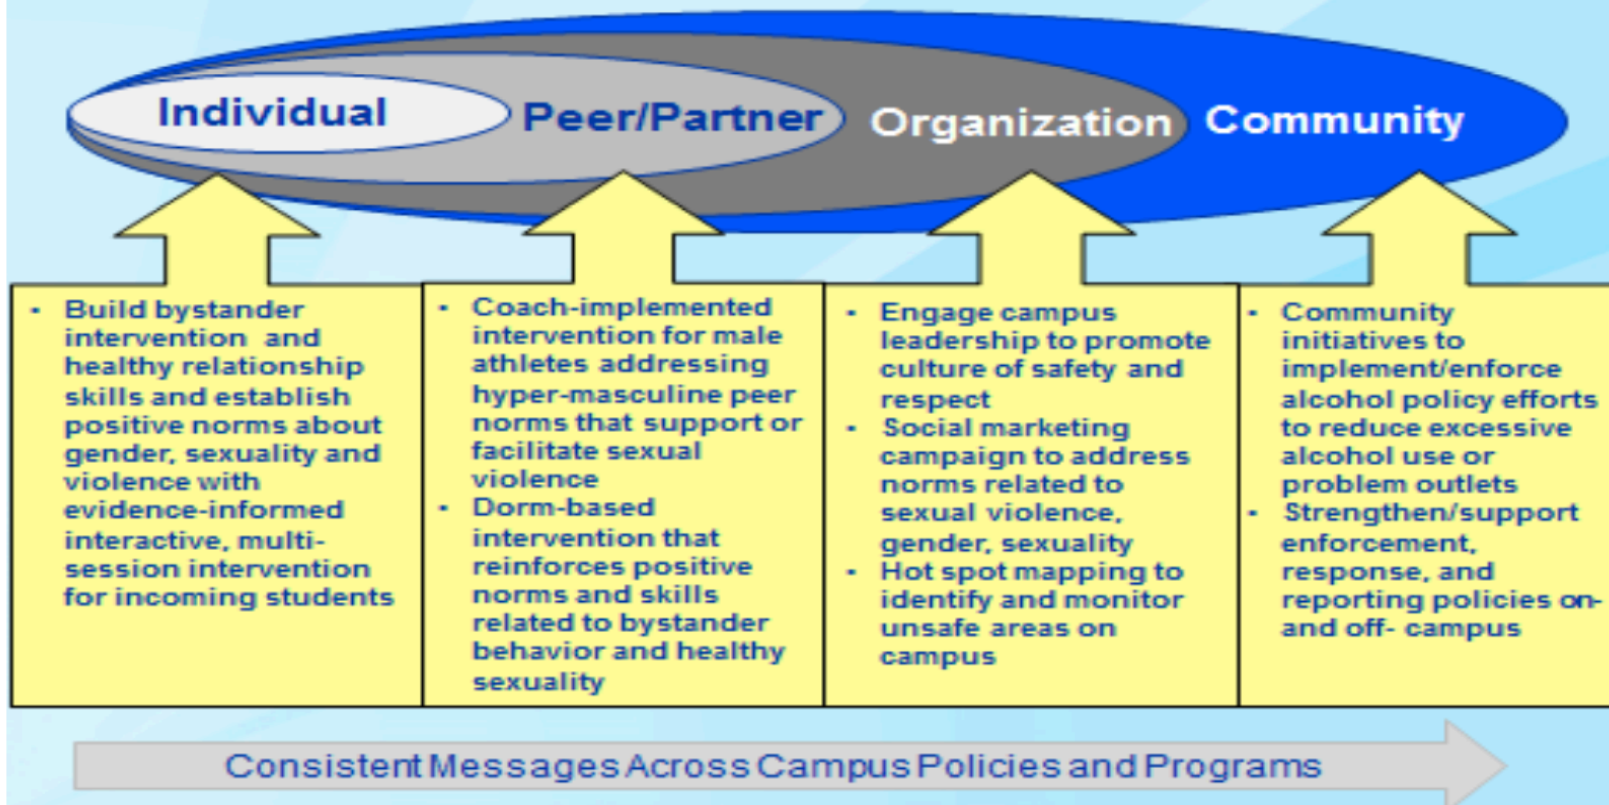 Individual
Peer/Partner
Organization
Community
• Build bystander
intervention and
healthy relationship
skills and establish
positive norms about
gender, sexuality and
violence with
evidence-informed
interactive, multi-
session intervention
for incoming students
• Coach-implemented
intervention for male
athletes addressing
hyper-masculine peer
norms that support or
facilitate sexual
violence
• Dorm-based
intervention that
reinforces positive
norms and skills
related to bystander
behavior and healthy
sexuality
• Engage campus
leadership to promote
culture of safety and
respect
• Social marketing
campaign to address
norms related to
sexual violence,
gender, sexuality
• Hot spot mapping to
identify and monitor
unsafe areas on
campus
• Community
initiatives to
implement/enforce
alcohol policy efforts
to reduce excessive
alcohol use or
problem outlets
• Strengthen/support
enforcement,
response, and
reporting policies on-
and off- campus
Consistent Messages Across Campus Policies and Programs